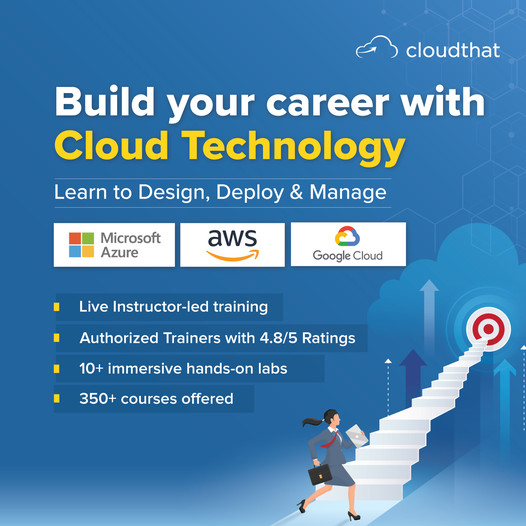 cloudthat
Build your career with
Cloud Technology
Learn to Design, Deploy & Manage
Microsoft
Azure
aws
Google Cloud
Live Instructor-led training
Authorized Trainers with 4.8/5 Ratings
10+ immersive hands-on labs
350+ courses offered